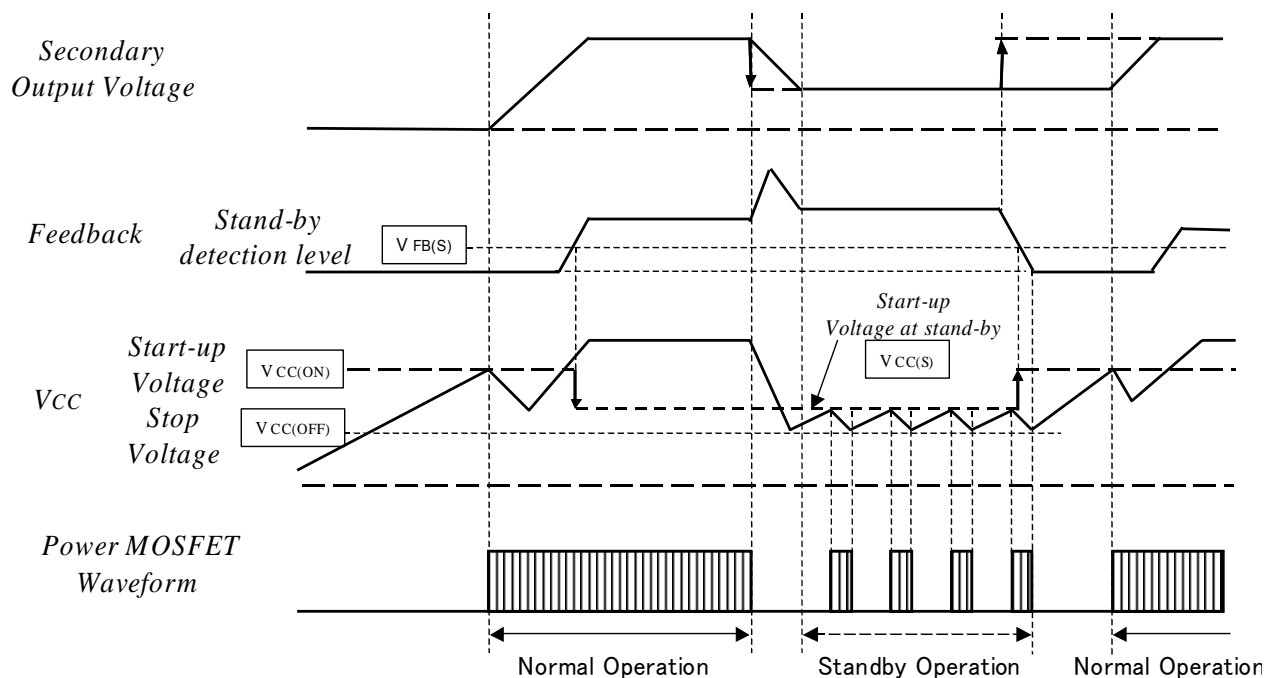 Secondary
Output Voltage
Feedback
Stand-by
detection level
V FB(S)
Start-up
Voltage at stand-by
V CC(S)
Start-up
Voltage
Stop
Voltage
V CC(ON)
VCC
V CC(OFF)
Power MOSFET
Waveform
Normal Operation
Standby Operation
Normal Operation